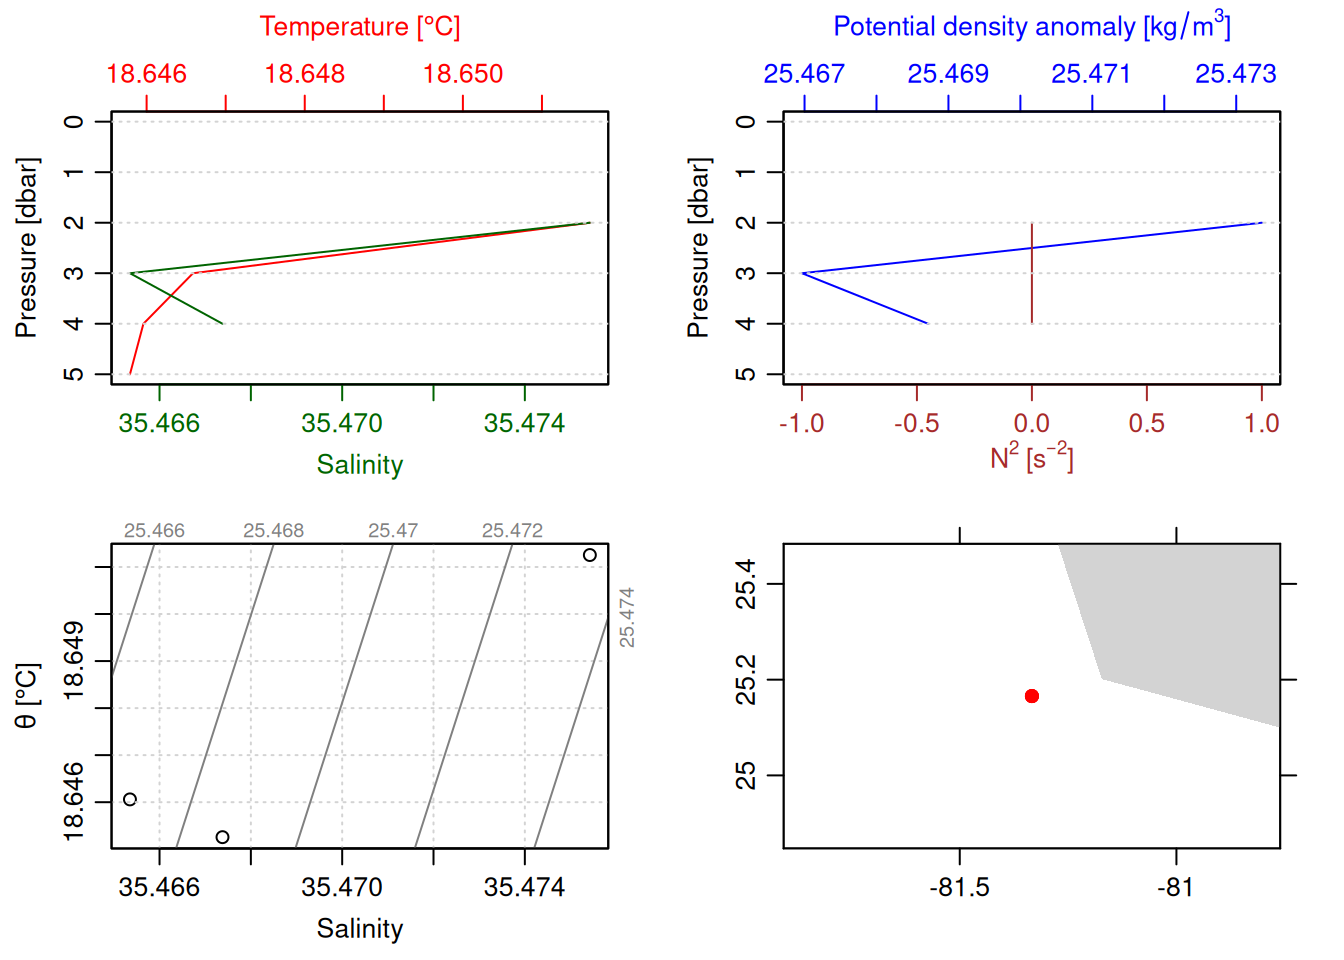 Temperature [°C]
18.646 18.648 18.650
Pressure [dbar]
0
1
2
3
4
5
35.466 35.470 35.474
Salinity
Potential density anomaly [kg/m³]
25.467 25.469 25.471 25.473
Pressure [dbar]
0
1
2
3
4
5
-1.0 -0.5 0.0 0.5 1.0
N² [s⁻²]
25.466 25.468 25.47 25.472
25.474
θ [°C]
18.649
18.646
35.466 35.470 35.474
Salinity
25.4
25.2
25
-81.5 -81